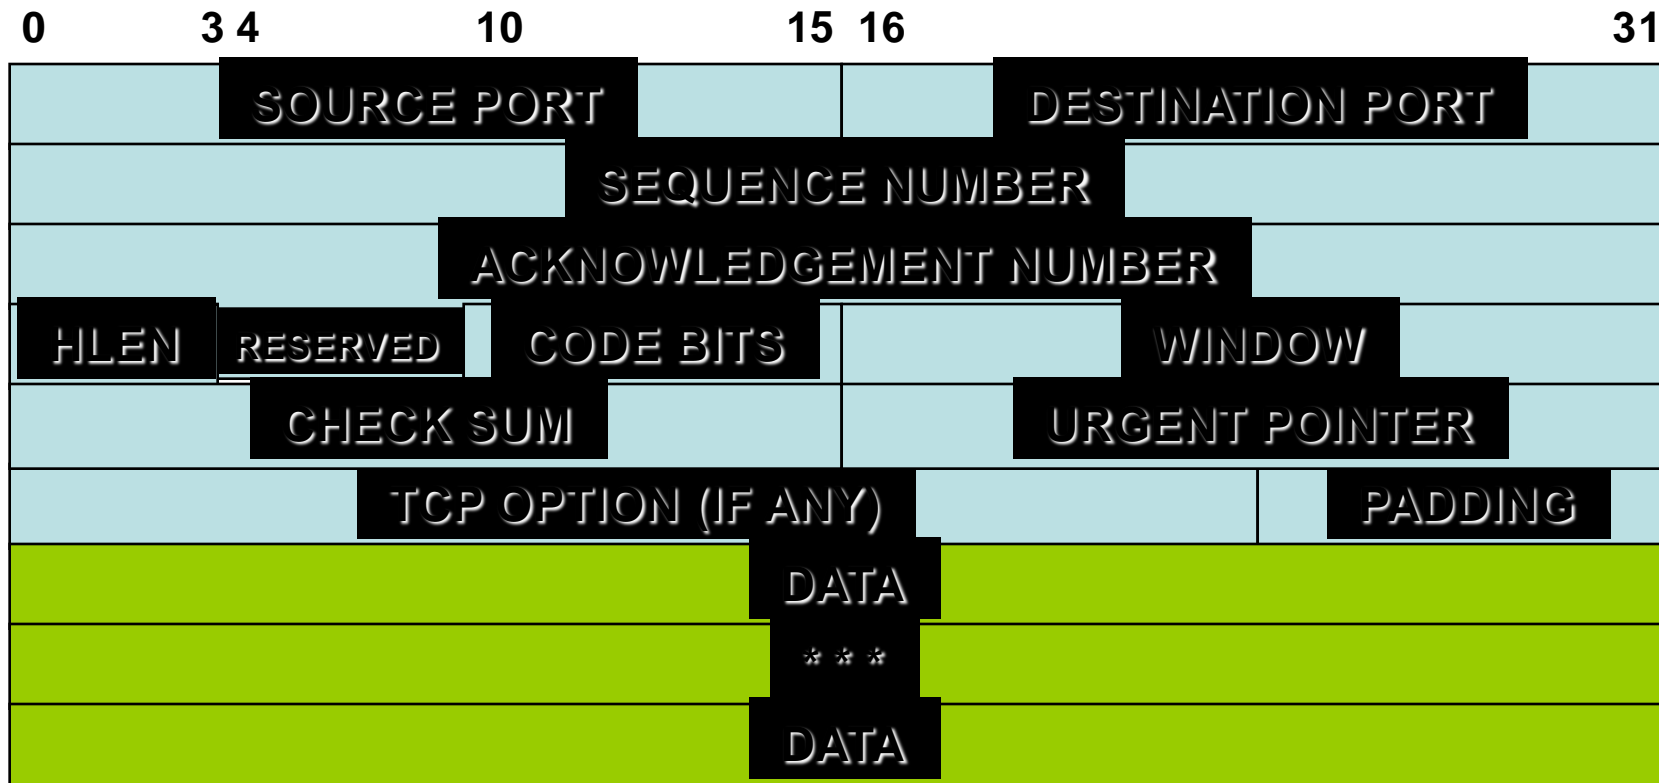 0 3 4 10 15 16 31
SOURCE PORT DESTINATION PORT
SEQUENCE NUMBER
ACKNOWLEDGEMENT NUMBER
HLEN RESERVED CODE BITS WINDOW
CHECK SUM URGENT POINTER
TCP OPTION (IF ANY) PADDING
DATA
* * *
DATA